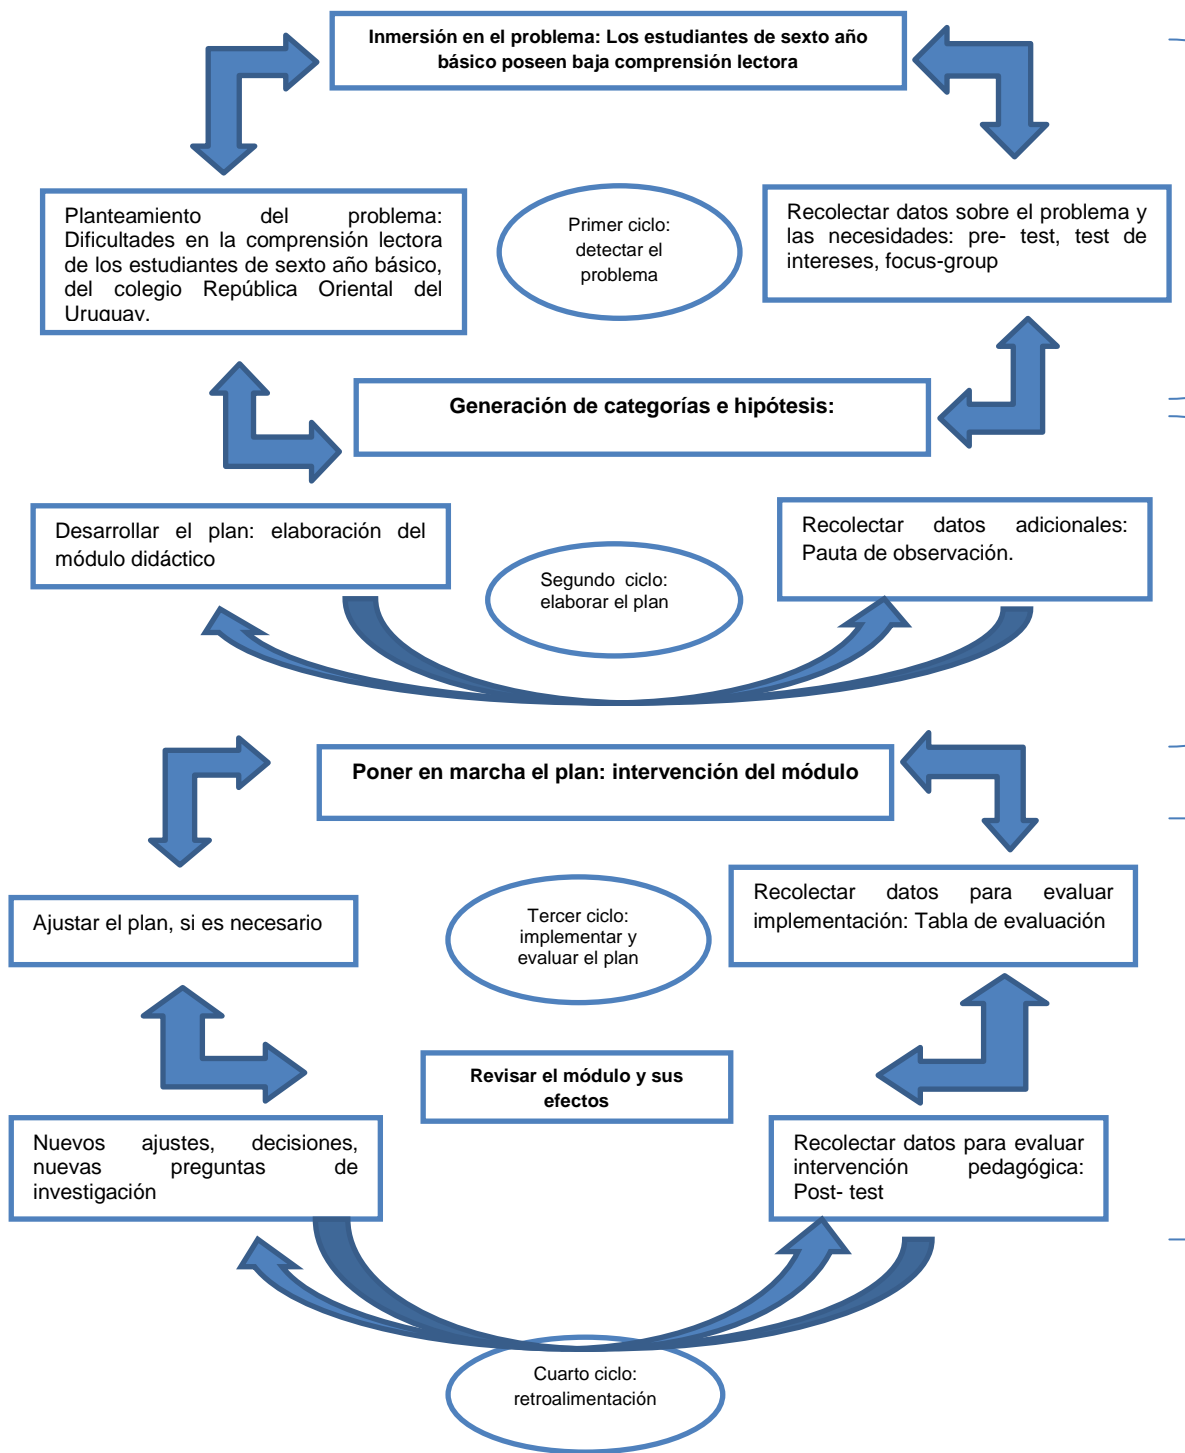 Inmersión en el problema: Los estudiantes de sexto año
básico poseen baja comprensión lectora
Planteamiento del problema:
Dificultades en la comprensión lectora
de los estudiantes de sexto año básico,
del colegio República Oriental del
Uruguay.
Primer ciclo:
detectar el
problema
Recolectar datos sobre el problema y
las necesidades: pre- test, test de
intereses, focus-group
Generación de categorías e hipótesis:
Desarrollar el plan: elaboración del
módulo didáctico
Segundo ciclo:
elaborar el plan
Recolectar datos adicionales:
Pauta de observación.
Poner en marcha el plan: intervención del módulo
Ajustar el plan, si es necesario
Tercer ciclo:
implementar y
evaluar el plan
Recolectar datos para evaluar
implementación: Tabla de evaluación
Revisar el módulo y sus
efectos
Nuevos ajustes, decisiones,
nuevas preguntas de
investigación
Recolectar datos para evaluar
intervención pedagógica:
Post- test
Cuarto ciclo:
retroalimentación